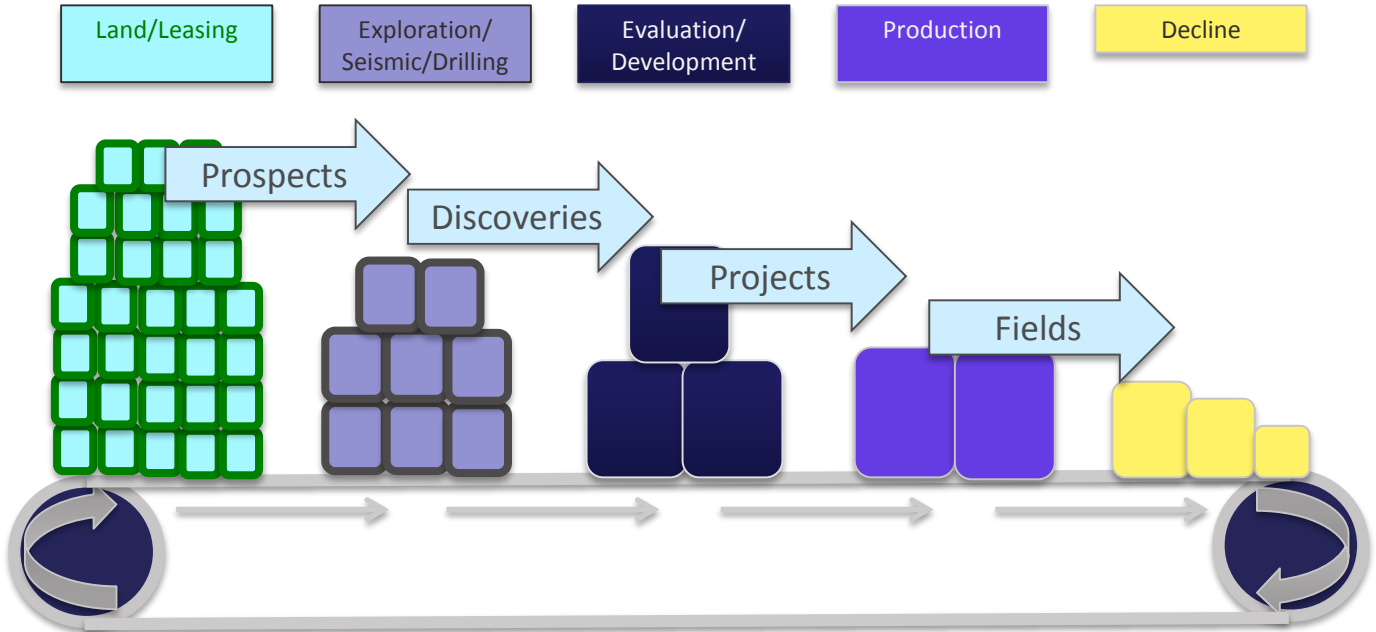 Land/Leasing
Exploration/
Seismic/Drilling
Evaluation/
Development
Production
Decline
Prospects
Discoveries
Projects
Fields